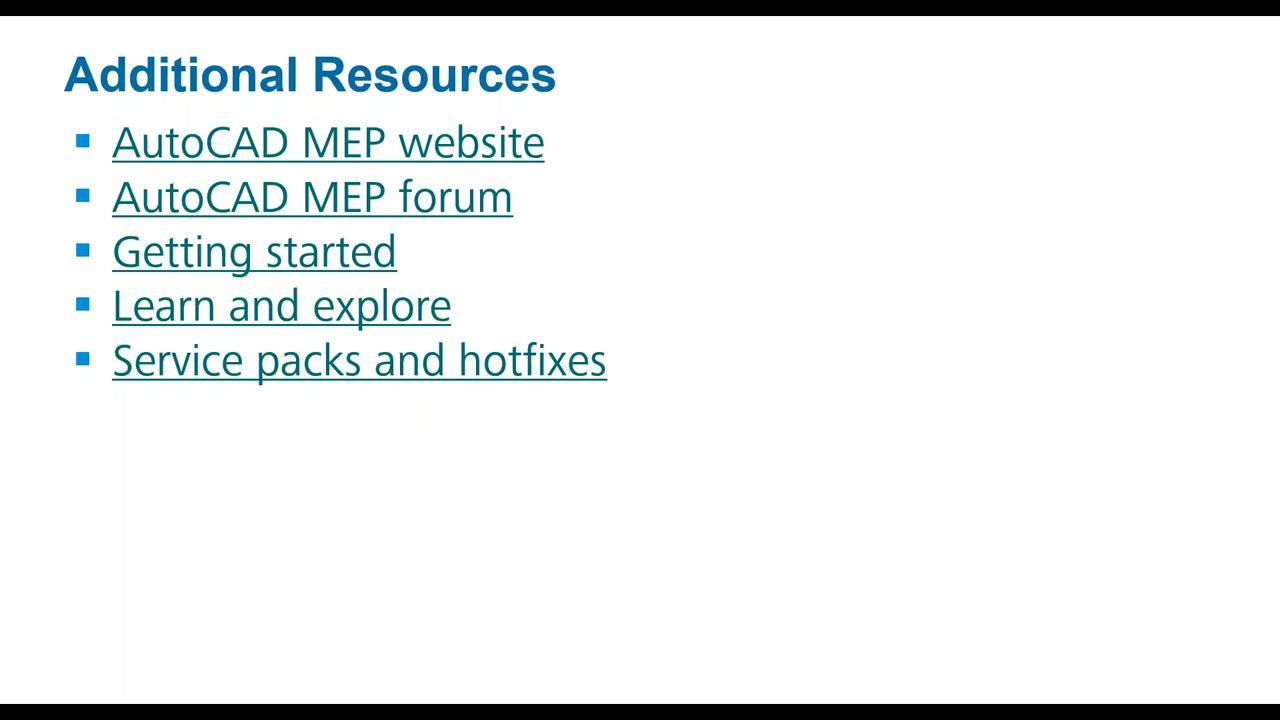 Additional Resources
AutoCAD MEP website
AutoCAD MEP forum
Getting started
Learn and explore
Service packs and hotfixes